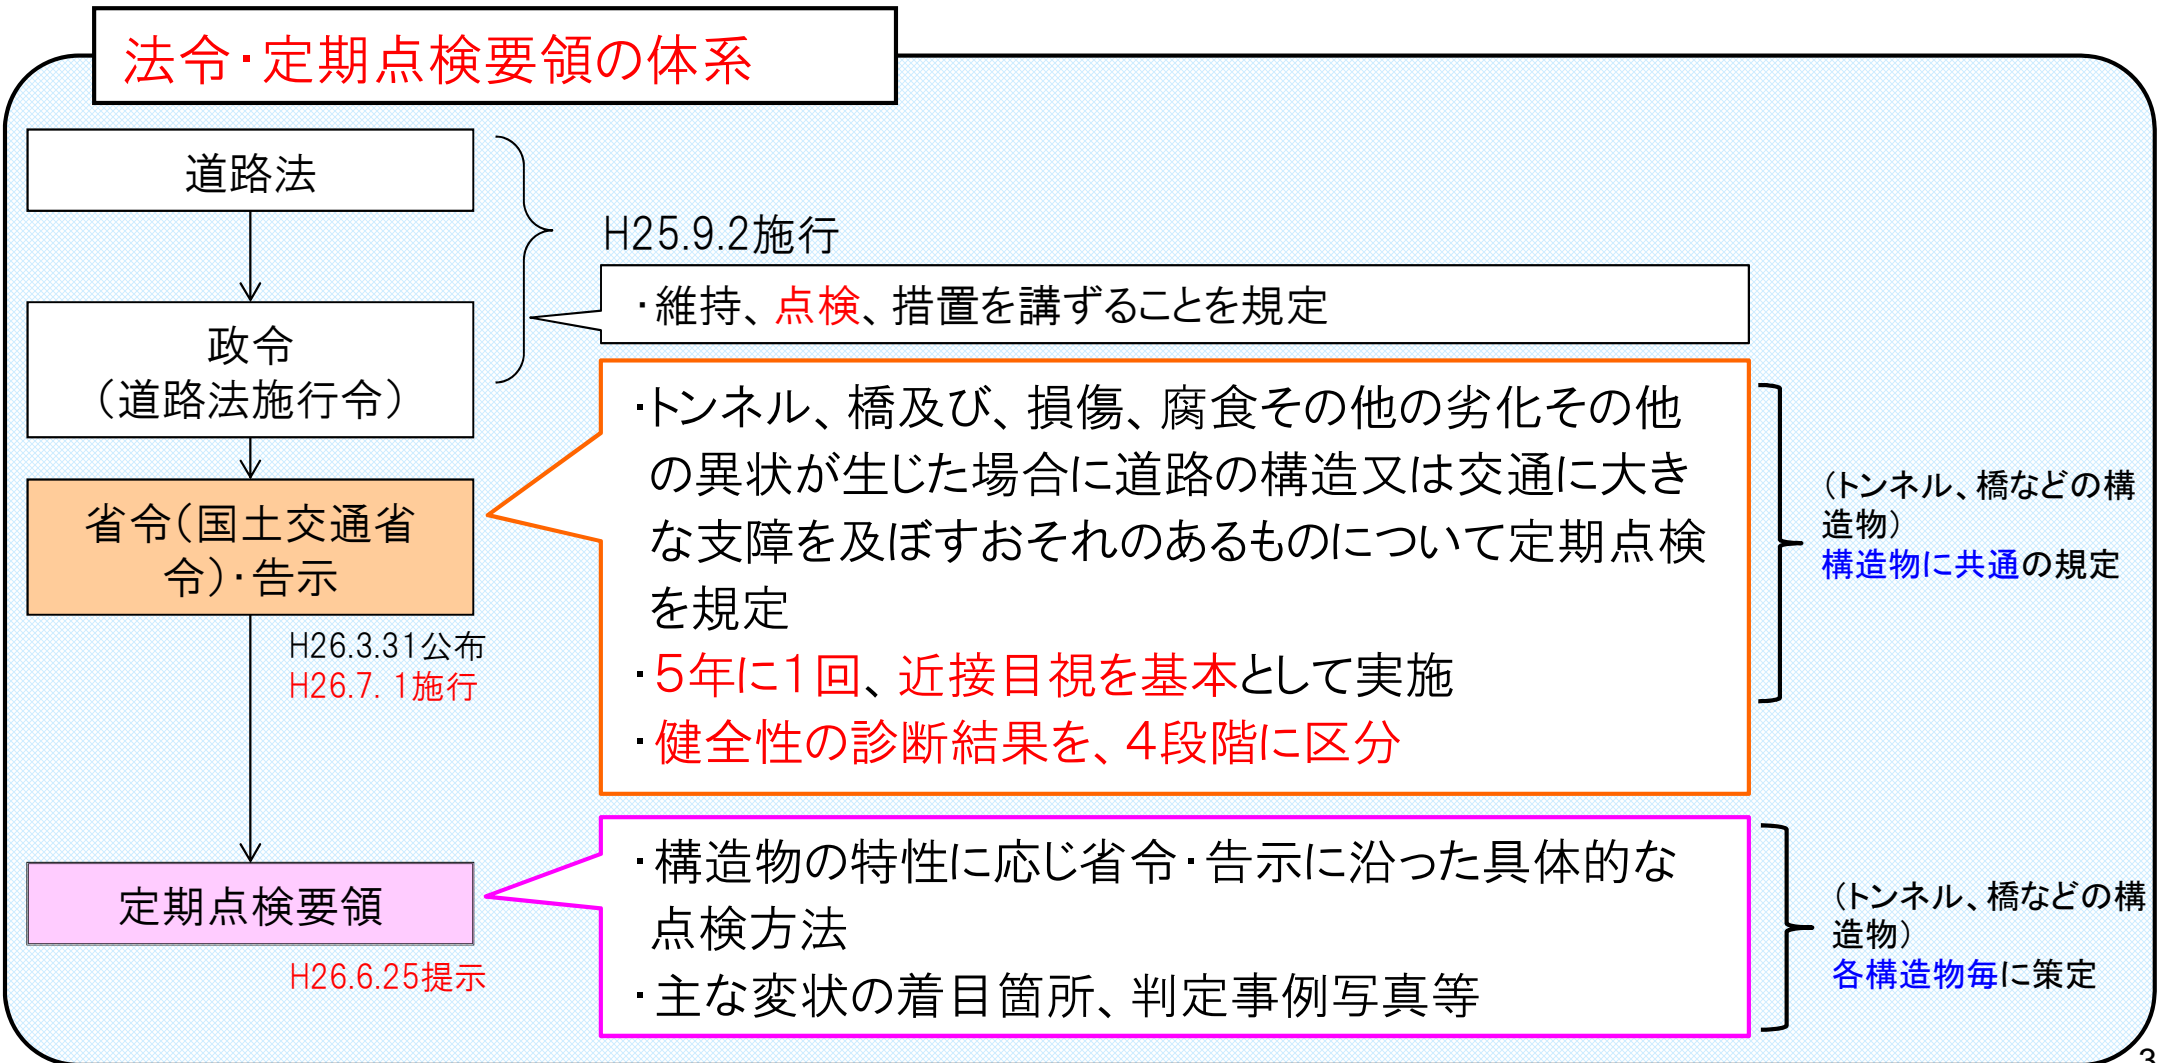 法令・定期点検要領の体系
道路法
H25.9.2施行
・維持、点検、措置を講ずることを規定
政令
（道路法施行令）
省令（国土交通省
令）・告示
H26.3.31公布
H26.7. 1施行
・トンネル、橋及び、損傷、腐食その他の劣化その他
の異状が生じた場合に道路の構造又は交通に大き
な支障を及ぼすおそれのあるものについて定期点検
を規定
・５年に１回、近接目視を基本として実施
・健全性の診断結果を、４段階に区分
（トンネル、橋などの構
造物）
構造物に共通の規定
定期点検要領
H26.6.25提示
・構造物の特性に応じ省令・告示に沿った具体的な
点検方法
・主な変状の着目箇所、判定事例写真等
（トンネル、橋などの構
造物）
各構造物毎に策定
3